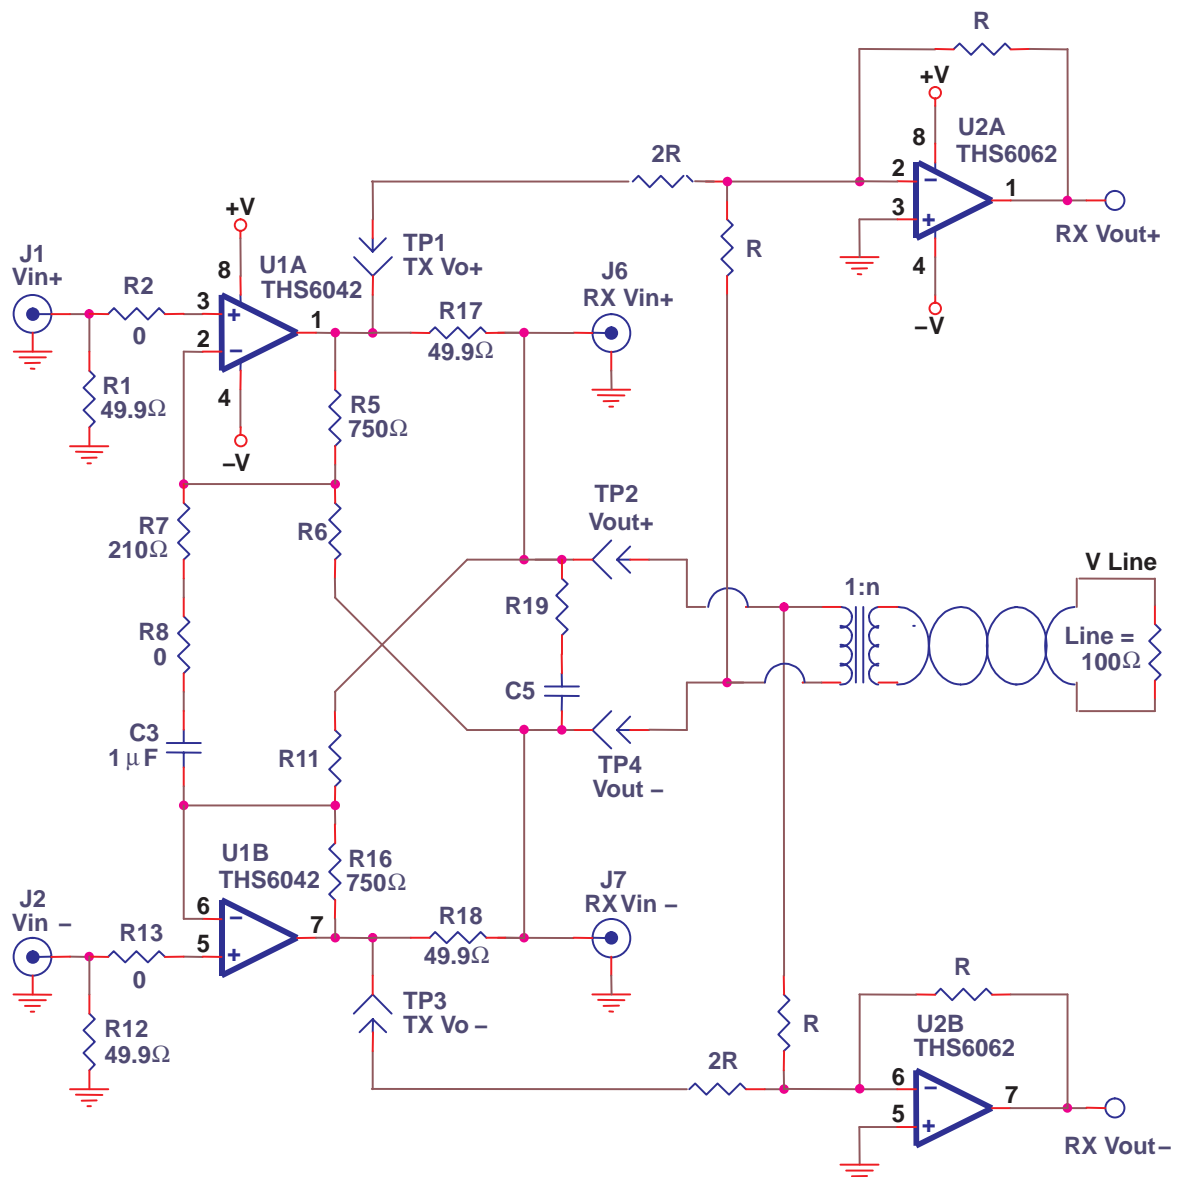 R
+V
U2A
THS6062
8
2R
2
3
1
RX Vout+
4
–V
R
+V
J1
Vin+
R2
0
8
U1A
THS6042
TP1
TX Vo+
J6
RX Vin+
3
2
1
R17
49.9Ω
R1
49.9Ω
4
–V
R5
750Ω
R7
210Ω
R6
TP2
Vout+
R8
0
R19
1:n
V Line
Line =
100Ω
C5
C3
1 μF
R11
TP4
Vout –
U1B
THS6042
R16
750Ω
J2
Vin –
R13
0
6
5
7
R18
49.9Ω
J7
RX Vin –
R12
49.9Ω
TP3
TX Vo –
R
2R
R
U2B
THS6062
6
5
7
RX Vout–